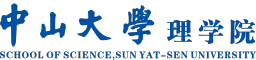 中山大學 理学院
SCHOOL OF SCIENCE,SUN YAT-SEN UNIVERSITY